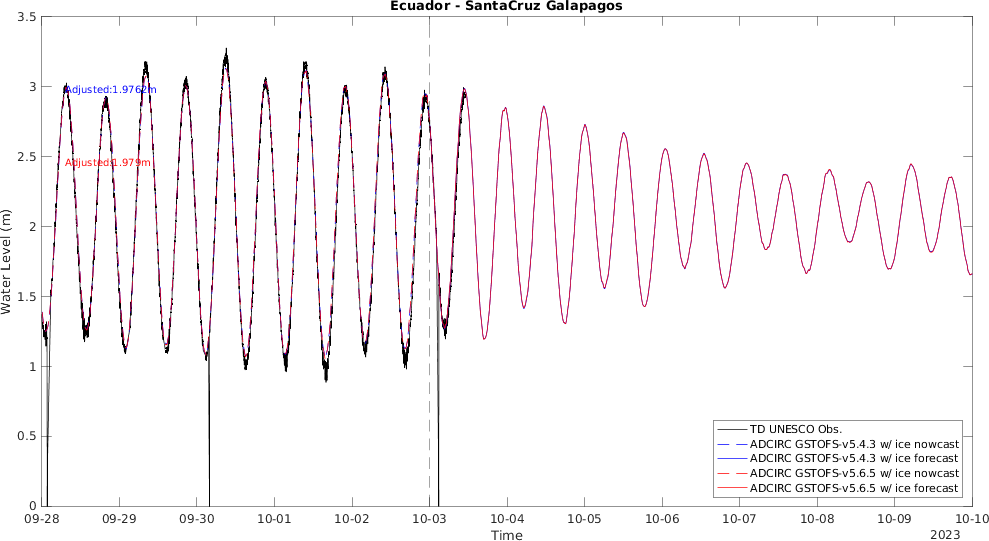 Ecuador - SantaCruz Galapagos
3.5
3
2.5
2
1.5
1
0.5
0
Water Level (m)
Adjusted:1.9762m
Adjusted:1.979m
TD UNESCO Obs.
ADCIRC GSTOFS-v5.4.3 w/ ice nowcast
ADCIRC GSTOFS-v5.4.3 w/ ice forecast
ADCIRC GSTOFS-v5.6.5 w/ ice nowcast
ADCIRC GSTOFS-v5.6.5 w/ ice forecast
09-28 09-29 09-30 10-01 10-02 10-03 10-04 10-05 10-06 10-07 10-08 10-09 10-10
Time
2023